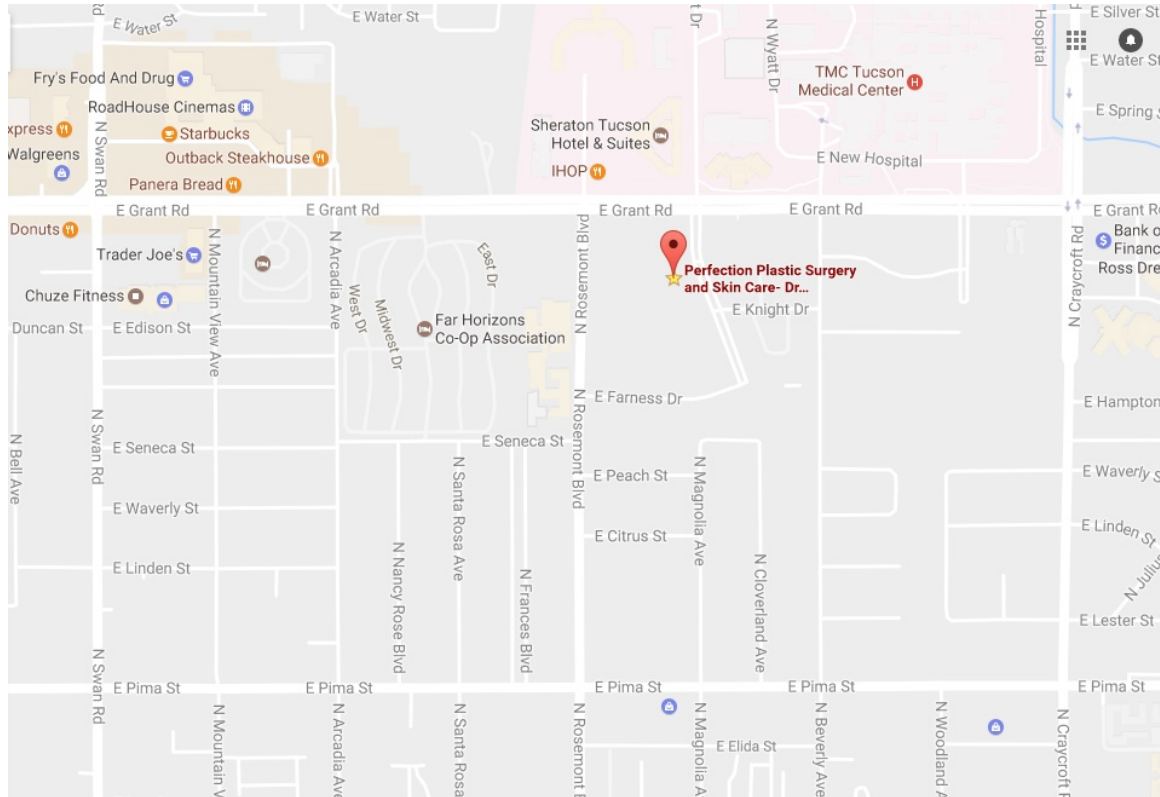 Rd
E Water St
E Water St
t Dr
N Wyatt Dr
Hospital
E Silver St
E Water St
Fry's Food And Drug
TMC Tucson
Medical Center
RoadHouse Cinemas
E Spring S
xpress
N Swan Rd
Starbucks
Sheraton Tucson
Hotel & Suites
Walgreens
Outback Steakhouse
E New Hospital
IHOP
Panera Bread
E Grant Rd
E Grant Rd
E Grant Rd
E Grant Rd
E Grant Rd
Donuts
Trader Joe's
N Mountain View Ave
N Arcadia Ave
East Dr
N Rosemont Blvd
Perfection Plastic Surgery
and Skin Care- Dr...
N Craycroft Rd
Bank o
Financ
Ross Dre
Chuze Fitness
West Dr
Midwest Dr
E Knight Dr
Duncan St
E Edison St
Far Horizons
Co-Op Association
E Farness Dr
E Hampton
N Swan Rd
N Bell Ave
E Seneca St
E Seneca St
N Rosemont Blvd
E Peach St
N Magnolia Ave
E Waverly S
N Santa Rosa Ave
E Waverly St
E Citrus St
E Linden St
N Nancy Rose Blvd
N Frances Blvd
N Cloverland Ave
E Linden St
N Julius
E Lester St
N Swan Rd
E Pima St
E Pima St
E Pima St
E Pima St
E Pima St
N Mountain V
N Arcadia Ave
N Santa Rosa
N Rosemont B
N Magnolia A
E Elida St
N Beverly Ave
N Woodland A
N Craycroft R